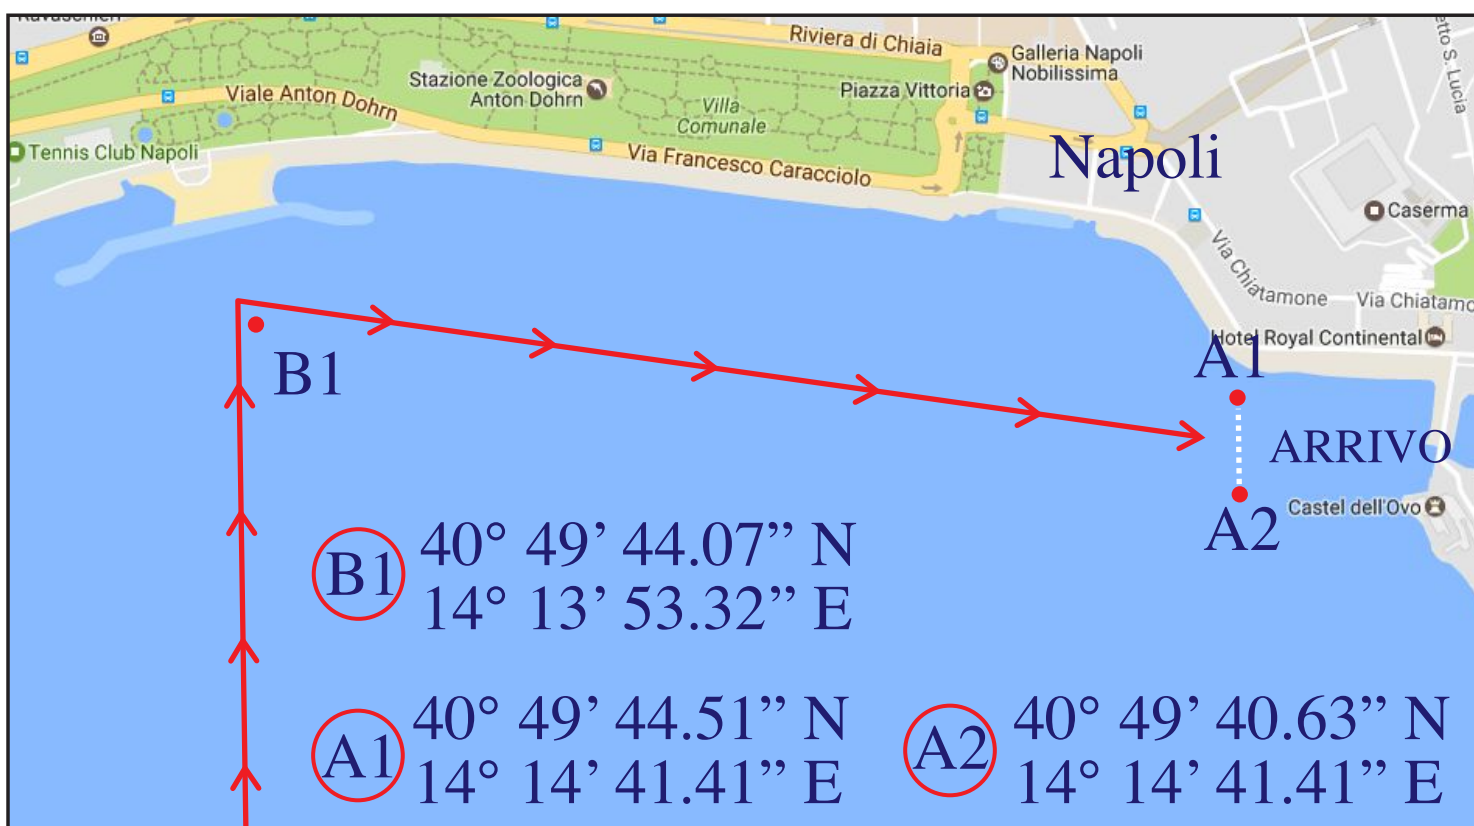 Riviera di Chiaia
Galleria Napoli
Nobilissima
Stazione Zoologica
Anton Dohrn
Piazza Vittoria
Viale Anton Dohrn
Villa
Comunale
Napoli
Tennis Club Napoli
Via Francesco Caracciolo
Caserma
Via Chiatamone
Via Chiatamo
Hotel Royal Continental
A1
B1
ARRIVO
Castel dell'Ovo
A2
B1
40° 49’ 44.07” N
14° 13’ 53.32” E
A1
40° 49’ 44.51” N
14° 14’ 41.41” E
A2
40° 49’ 40.63” N
14° 14’ 41.41” E
etto S. Lucia